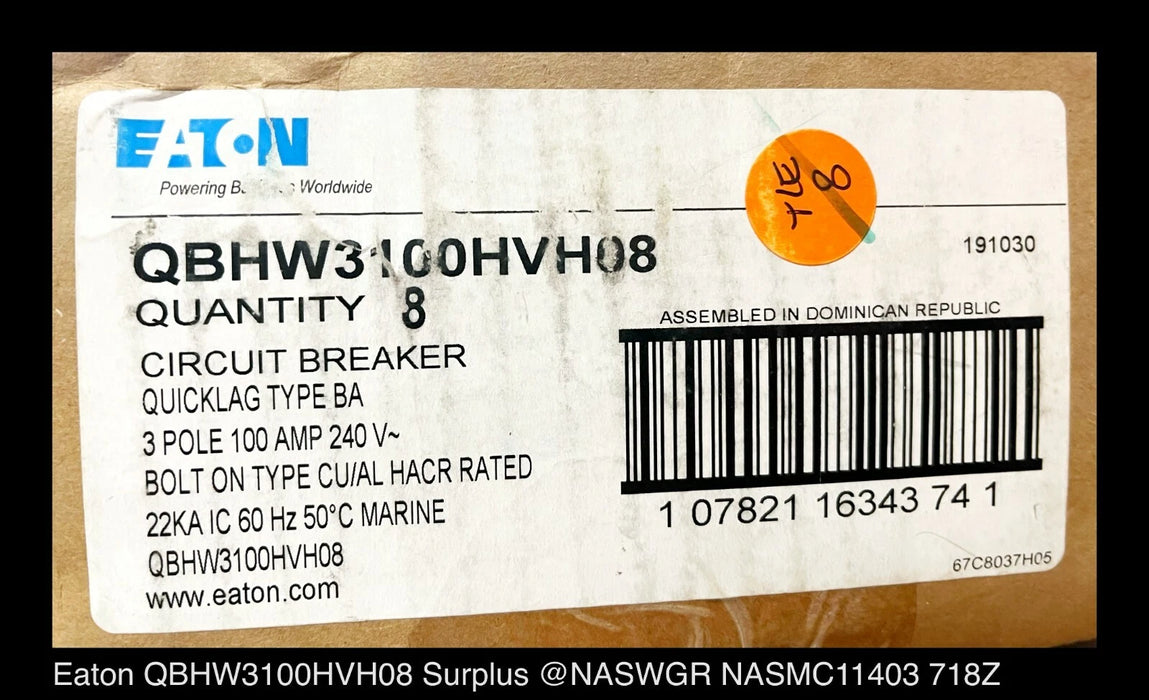 EATON
Powering Worldwide
8
191030
QBHW3100HVH08
QUANTITY 8
ASSEMBLED IN DOMINICAN REPUBLIC
CIRCUIT BREAKER
QUICKLAG TYPE BA
3 POLE 100 AMP 240 V~
BOLT ON TYPE CU/AL HACR RATED
22KA IC 60 Hz 50°C MARINE
QBHW3100HVH08
www.eaton.com
1 07821 16343 74 1
67C8037H05
Eaton QBHW3100HVH08 Surplus @NASWGR NASMC11403 718Z